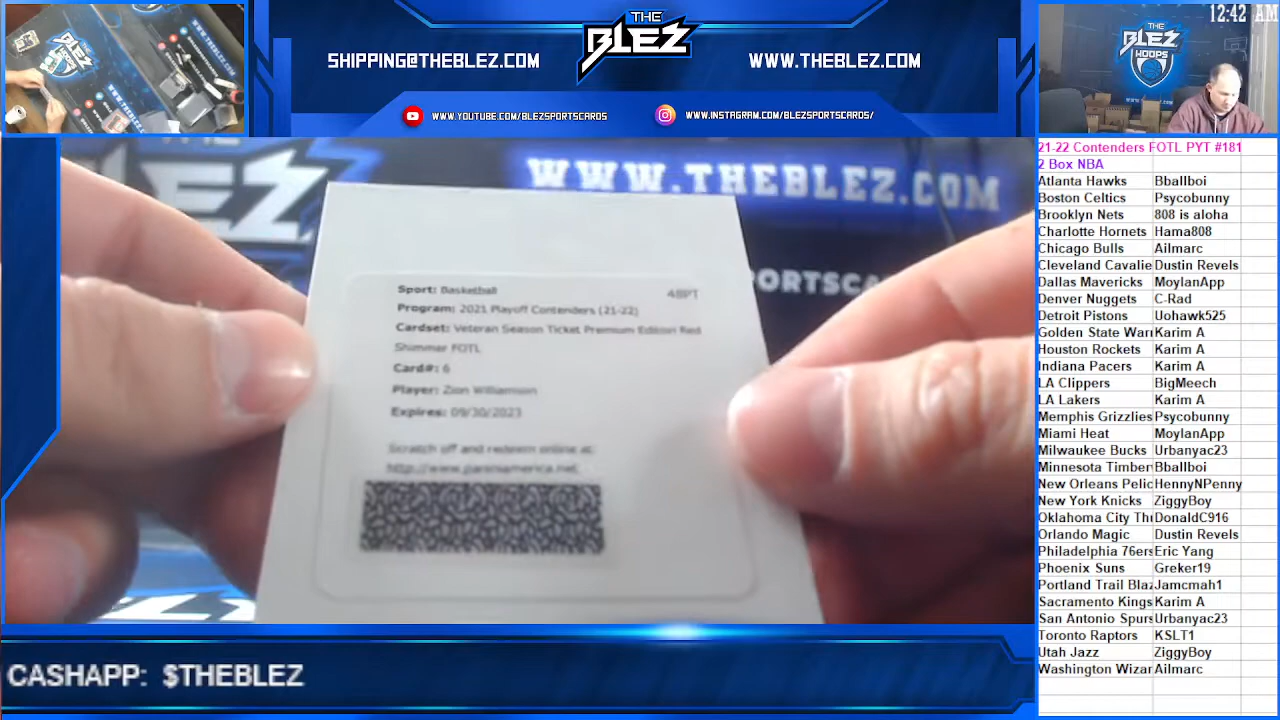 SHIPPING@THEBLEZ.COM
THE
BLEZ
WWW.THEBLEZ.COM
WWW.YOUTUBE.COM/BLEZSPORTSCARDS
WWW.INSTAGRAM.COM/BLEZSPORTSCARDS/
12:42 AM
THE
BLEZ
HOOPS
WWW.THEBLEZ.COM
Sport: Basketball
48PT
Program: 2021 Playoff Contenders (21-22)
Cardset: Veteran Season Ticket Premium Edition Red
Shimmer FOTL
Card#: 6
Player: Zion Williamson
Expires: 09/30/2023
Scratch off and redeem online at:
http://www.paniniamerica.net
21-22 Contenders FOTL PYT #181
2 Box NBA
Atlanta Hawks Bballboi
Boston Celtics Psycobunny
Brooklyn Nets 808 is aloha
Charlotte Hornets Hama808
Chicago Bulls Ailmarc
Cleveland Cavalie Dustin Revels
Dallas Mavericks MoylanApp
Denver Nuggets C-Rad
Detroit Pistons Uohawk525
Golden State Warr Karim A
Houston Rockets Karim A
Indiana Pacers Karim A
LA Clippers BigMeech
LA Lakers Karim A
Memphis Grizzlies Psycobunny
Miami Heat MoylanApp
Milwaukee Bucks Urbanyac23
Minnesota Timber Bballboi
New Orleans Pelic HennyNPenny
New York Knicks ZiggyBoy
Oklahoma City Thu DonaldC916
Orlando Magic Dustin Revels
Philadelphia 76ers Eric Yang
Phoenix Suns Greker19
Portland Trail Blaz Jamcmah1
Sacramento Kings Karim A
San Antonio Spurs Urbanyac23
Toronto Raptors KSLT1
Utah Jazz ZiggyBoy
Washington Wizar Ailmarc
CASHAPP: $THEBLEZ